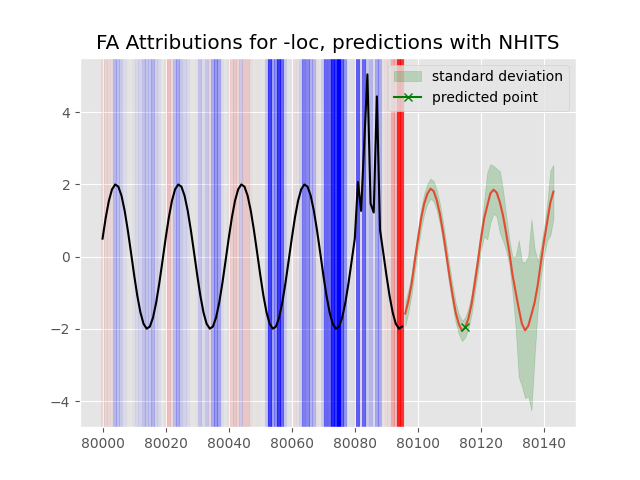 FA Attributions for -loc, predictions with NHITS
standard deviation
predicted point
4
2
0
−2
−4
80000 80020 80040 80060 80080 80100 80120 80140